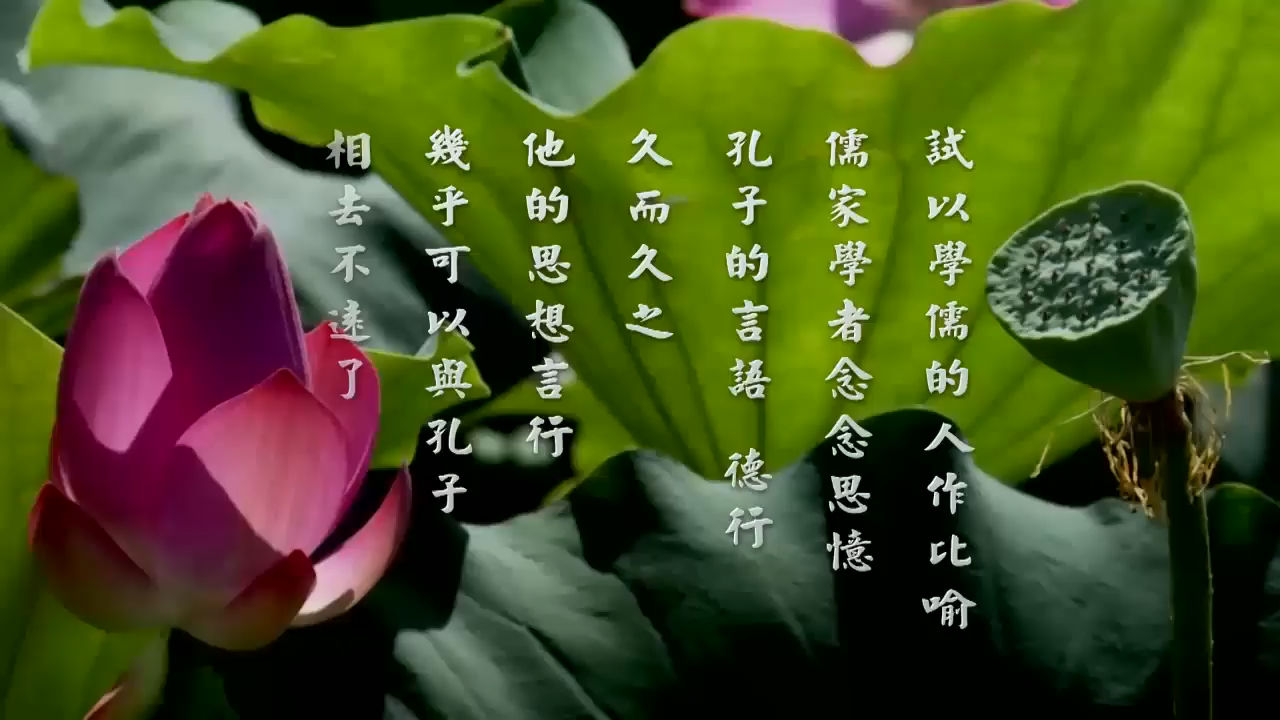 試以學儒的人作比喻
儒家學者念念思憶
孔子的言語 德行
久而久之
他的思想言行
幾乎可以與孔子
相去不遠了